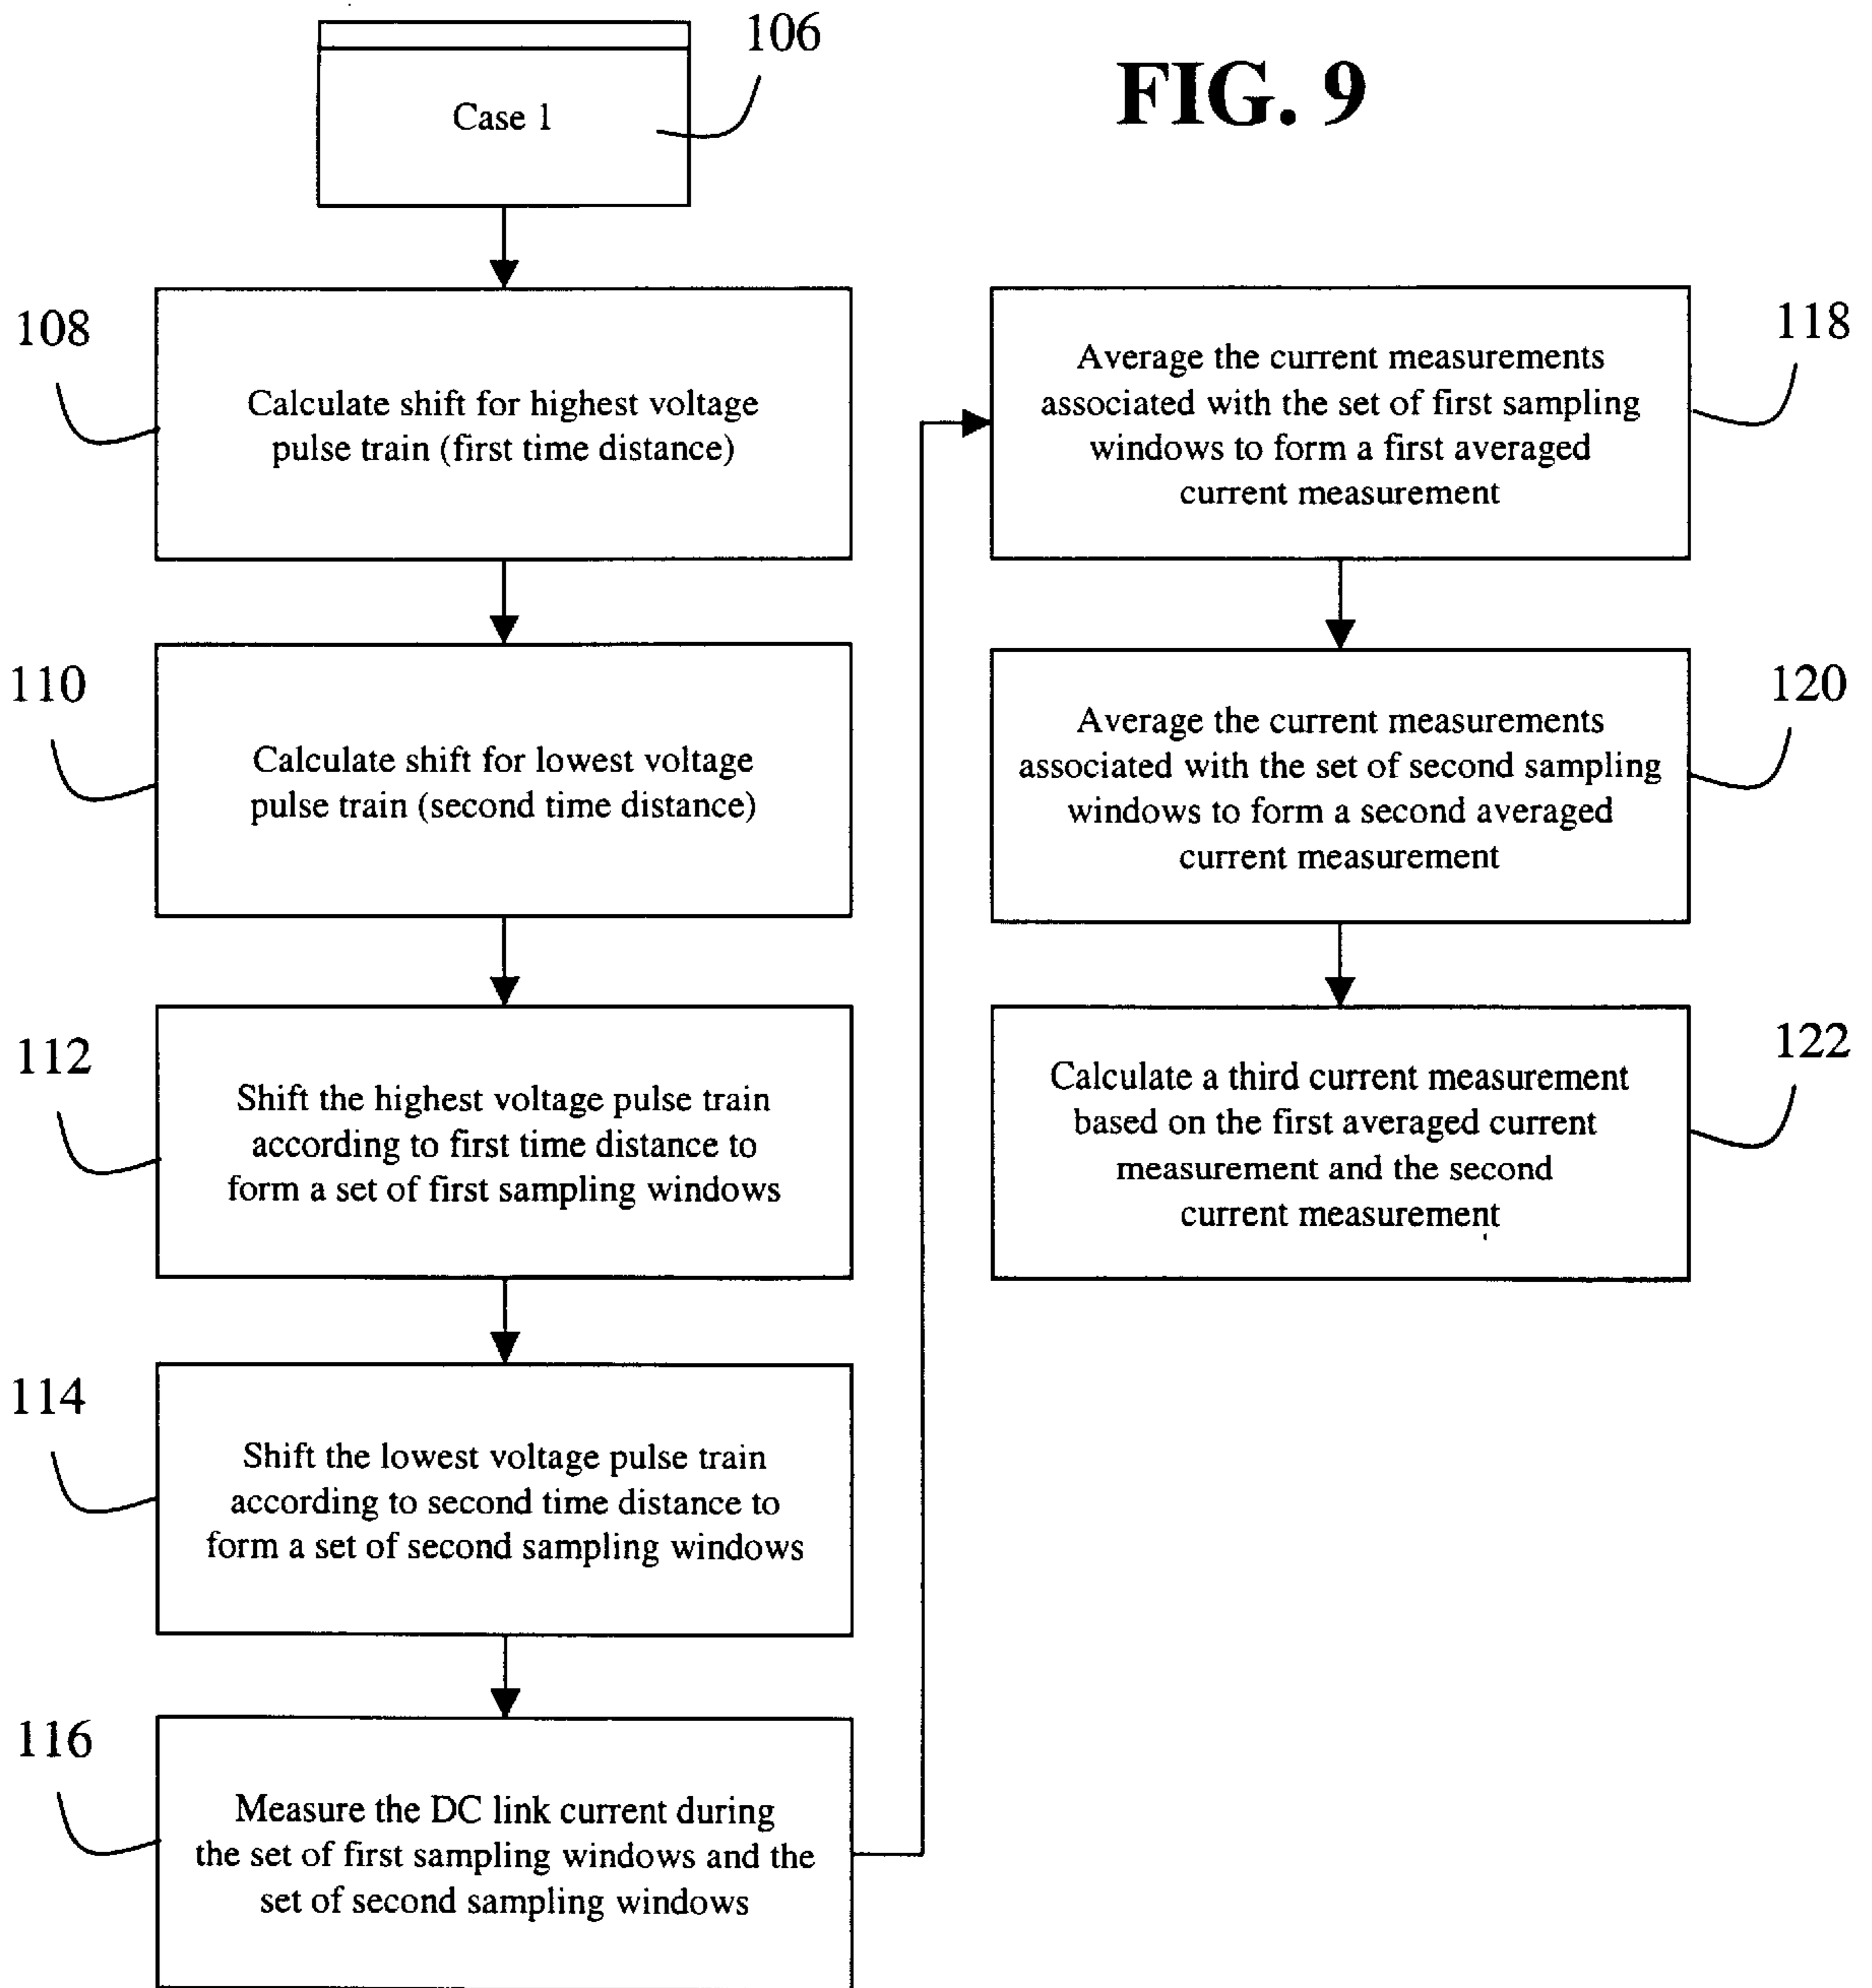 FIG. 9
106
Case 1
108
Calculate shift for highest voltage
pulse train (first time distance)
110
Calculate shift for lowest voltage
pulse train (second time distance)
112
Shift the highest voltage pulse train
according to first time distance to
form a set of first sampling windows
114
Shift the lowest voltage pulse train
according to second time distance to
form a set of second sampling windows
116
Measure the DC link current during
the set of first sampling windows and the
set of second sampling windows
118
Average the current measurements
associated with the set of first sampling
windows to form a first averaged
current measurement
120
Average the current measurements
associated with the set of second sampling
windows to form a second averaged
current measurement
122
Calculate a third current measurement
based on the first averaged current
measurement and the second
current measurement